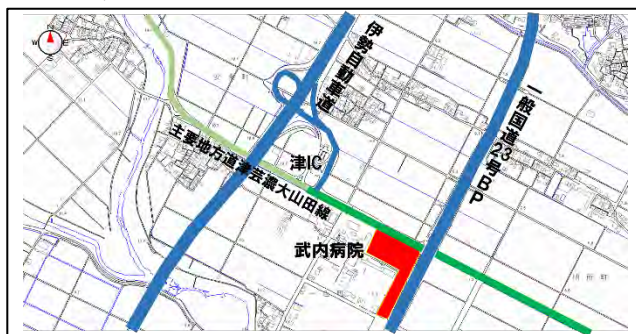 伊勢自動車道
一般国道23号BP
主要地方道津芸濃大山田線
津IC
武内病院